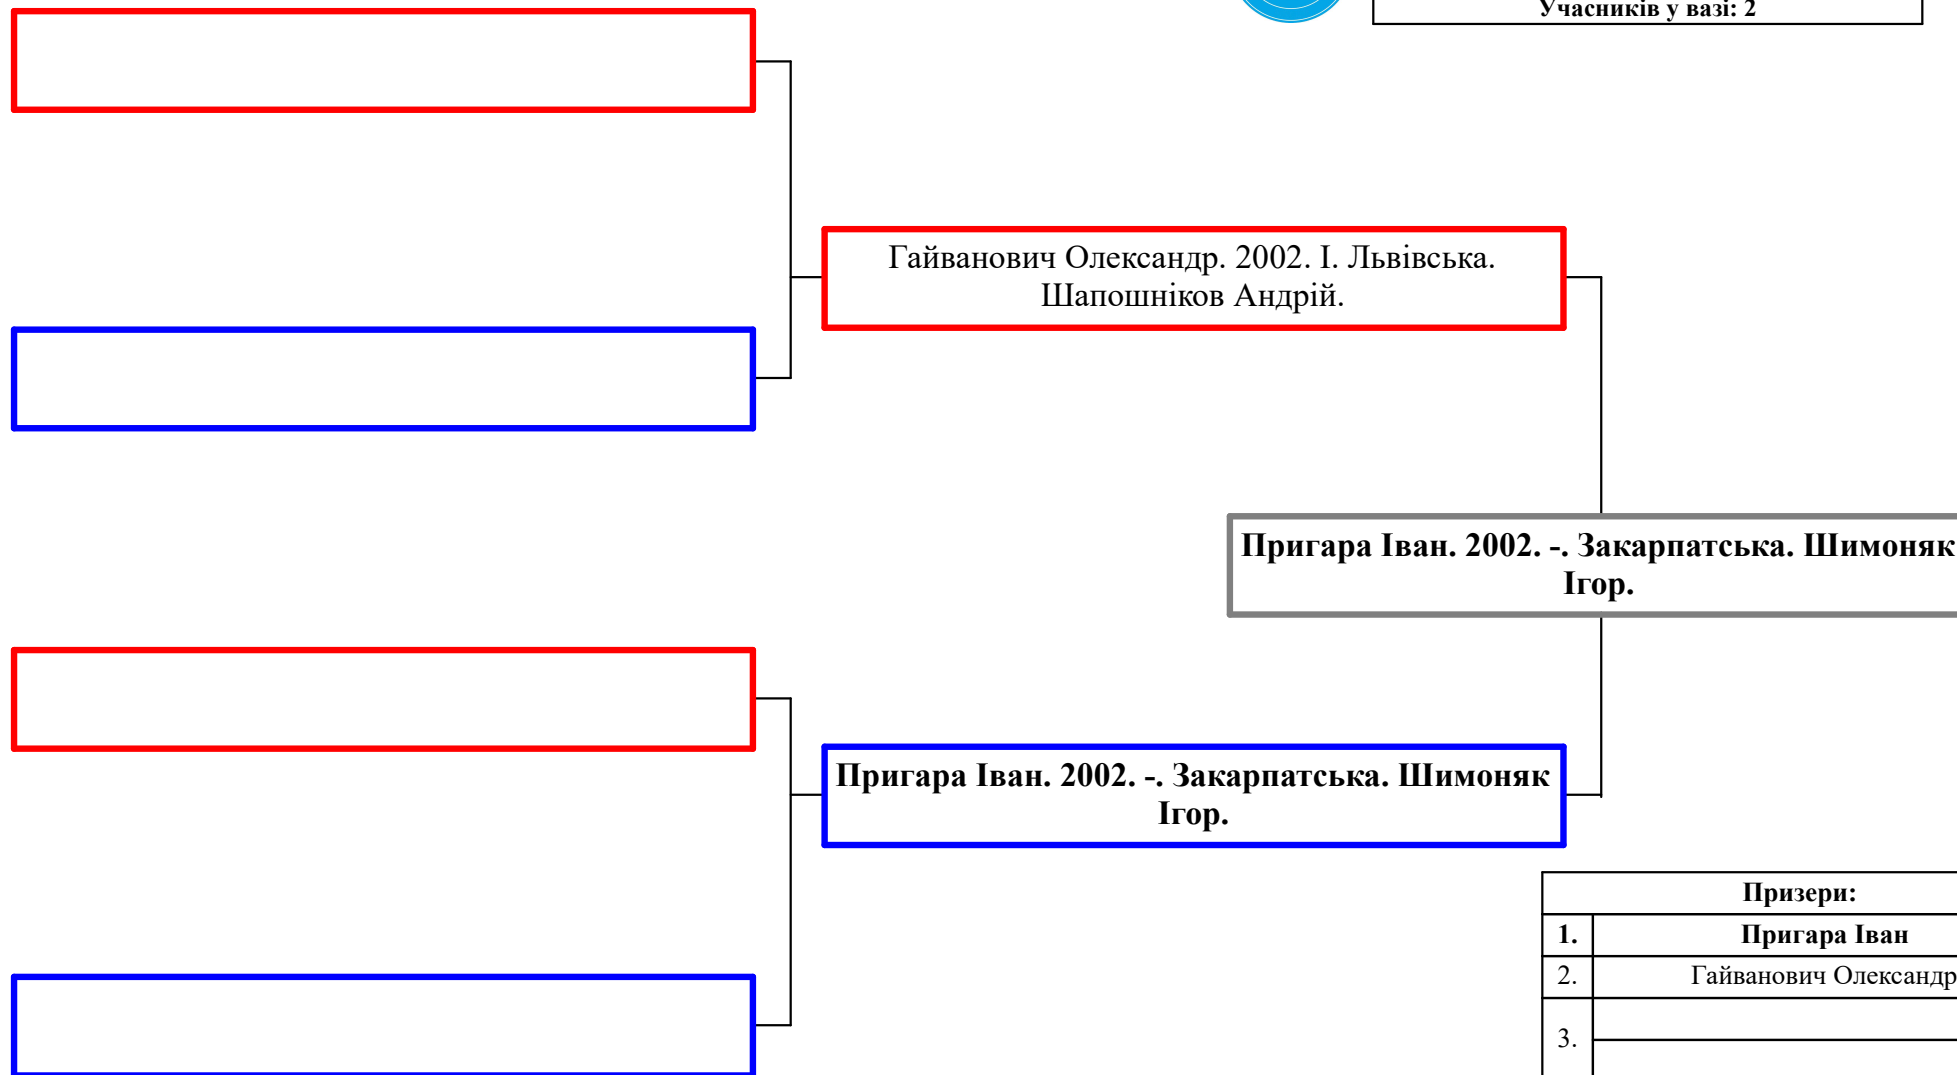 Учасників у вазі: 2
Гайванович Олександр. 2002. І. Львівська.
Шапошніков Андрій.
Пригара Іван. 2002. -. Закарпатська. Шимоняк
Ігор.
Пригара Іван. 2002. -. Закарпатська. Шимоняк
Ігор.
Призери:
1. Пригара Іван
2. Гайванович Олександр
3.